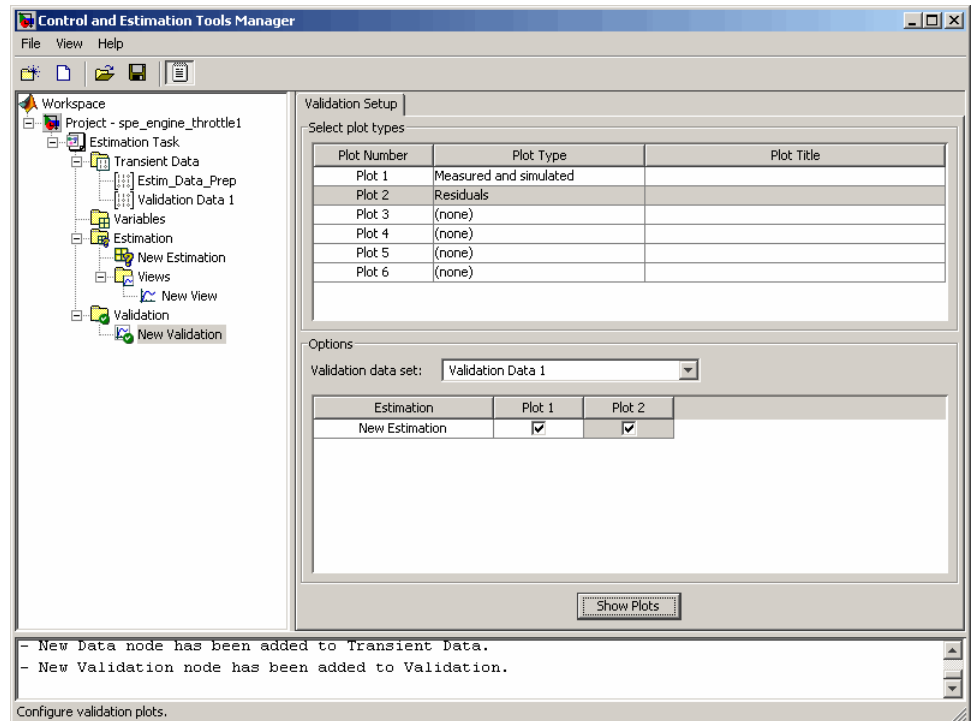 Control and Estimation Tools Manager
File View Help
Workspace
Project - spe_engine_throttle1
Estimation Task
Transient Data
Estim_Data_Prep
Validation Data 1
Variables
Estimation
New Estimation
Views
New View
Validation
New Validation
Validation Setup
Select plot types
Plot Number Plot Type Plot Title
Plot 1 Measured and simulated
Plot 2 Residuals
Plot 3 (none)
Plot 4 (none)
Plot 5 (none)
Plot 6 (none)
Options
Validation data set: Validation Data 1
Estimation Plot 1 Plot 2
New Estimation
Show Plots
- New Data node has been added to Transient Data.
- New Validation node has been added to Validation.
Configure validation plots.